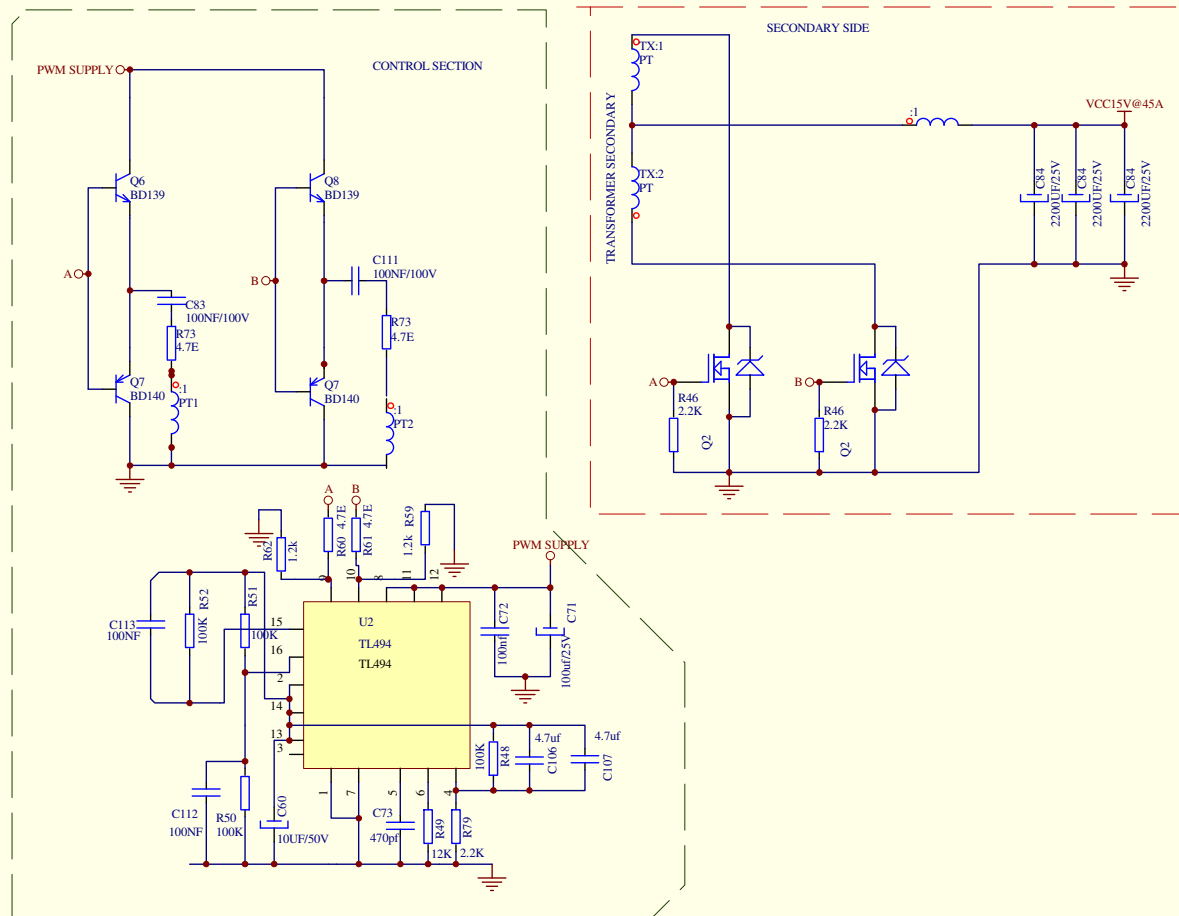 SECONDARY SIDE
CONTROL SECTION
PWM SUPPLY
TX:1
PT
TRANSFORMER SECONDARY
:1
VCC15V@45A
Q6
BD139
Q8
BD139
TX:2
PT
C84
2200UF/25V
C84
2200UF/25V
C84
2200UF/25V
A
B
C111
100NF/100V
C83
100NF/100V
R73
4.7E
R73
4.7E
Q7
BD140
:1
PT1
Q7
BD140
:1
PT2
A
R46
2.2K
Q2
B
R46
2.2K
Q2
A
B
R62
1.2k
R60 4.7E
R61 4.7E
1.2k R59
PWM SUPPLY
9
10
8
11
12
C113
100NF
R52
100K
R51
100K
15
16
2
14
13
3
U2
TL494
TL494
C72
100nf
C71
100uf/25V
100K
R48
4.7uf
C106
4.7uf
C107
1
7
5
6
4
C112
100NF
R50
100K
C60
10UF/50V
C73
470pf
R49
12K
R79
2.2K